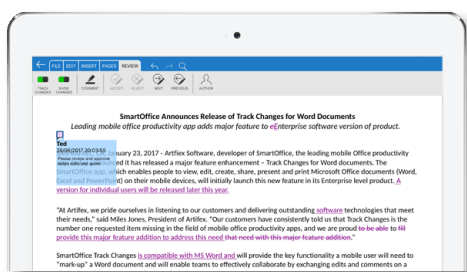 FILE EDIT INSERT PAGES REVIEW
TRACK CHANGES SHOW CHANGES COMMENT ACCEPT REJECT NEXT PREVIOUS AUTHOR
SmartOffice Announces Release of Track Changes for Word Documents
Leading mobile office productivity app adds major feature to eEnterprise software version of product.
Ted
23, 2017 - Artifex Software, developer of SmartOffice, the leading mobile office productivity
Please review and approve
it has released a major feature enhancement – Track Changes for Word documents. The
SmartOffice app, which enables people to view, edit, create, share, present and print Microsoft Office documents (Word,
Excel and PowerPoint) on their mobile devices, will initially launch this new feature in its Enterprise level product. A
version for individual users will be released later this year.
"At Artifex, we pride ourselves in listening to our customers and delivering outstanding software technologies that meet
their needs," said Miles Jones, President of Artifex. "Our customers have consistently told us that Track Changes is the
number one requested item missing in the field of mobile office productivity apps, and we are proud to be able to fill
provide this major feature addition to address this need that need with this major feature addition."
SmartOffice Track Changes is compatible with MS Word and will provide the key functionality a mobile user will need to
"mark-up" a Word document and will enable teams to effectively collaborate by exchanging edits and comments on a